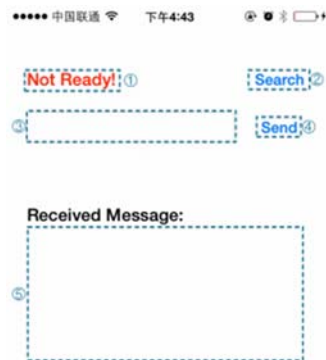 中国联通 下午4:43
Not Ready! ① Search ②
③ Send ④
Received Message:
⑤